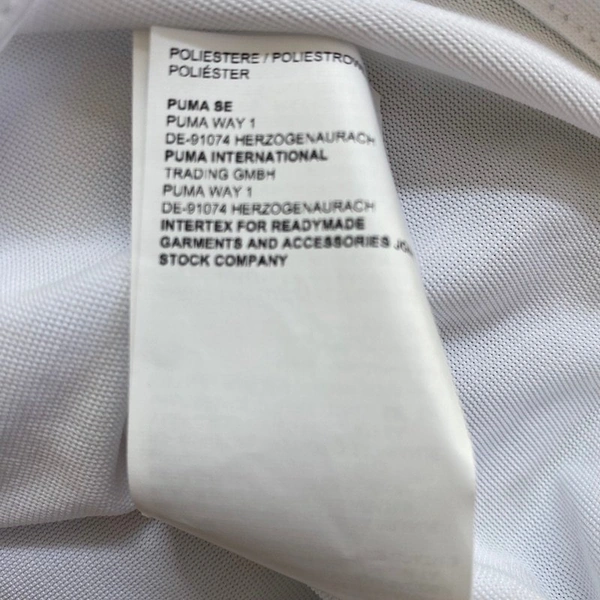 POLIESTERE / POLIESTROWY
POLIÉSTER
PUMA SE
PUMA WAY 1
DE-91074 HERZOGENAURACH
PUMA INTERNATIONAL
TRADING GMBH
PUMA WAY 1
DE-91074 HERZOGENAURACH
INTERTEX FOR READYMADE
GARMENTS AND ACCESSORIES
STOCK COMPANY